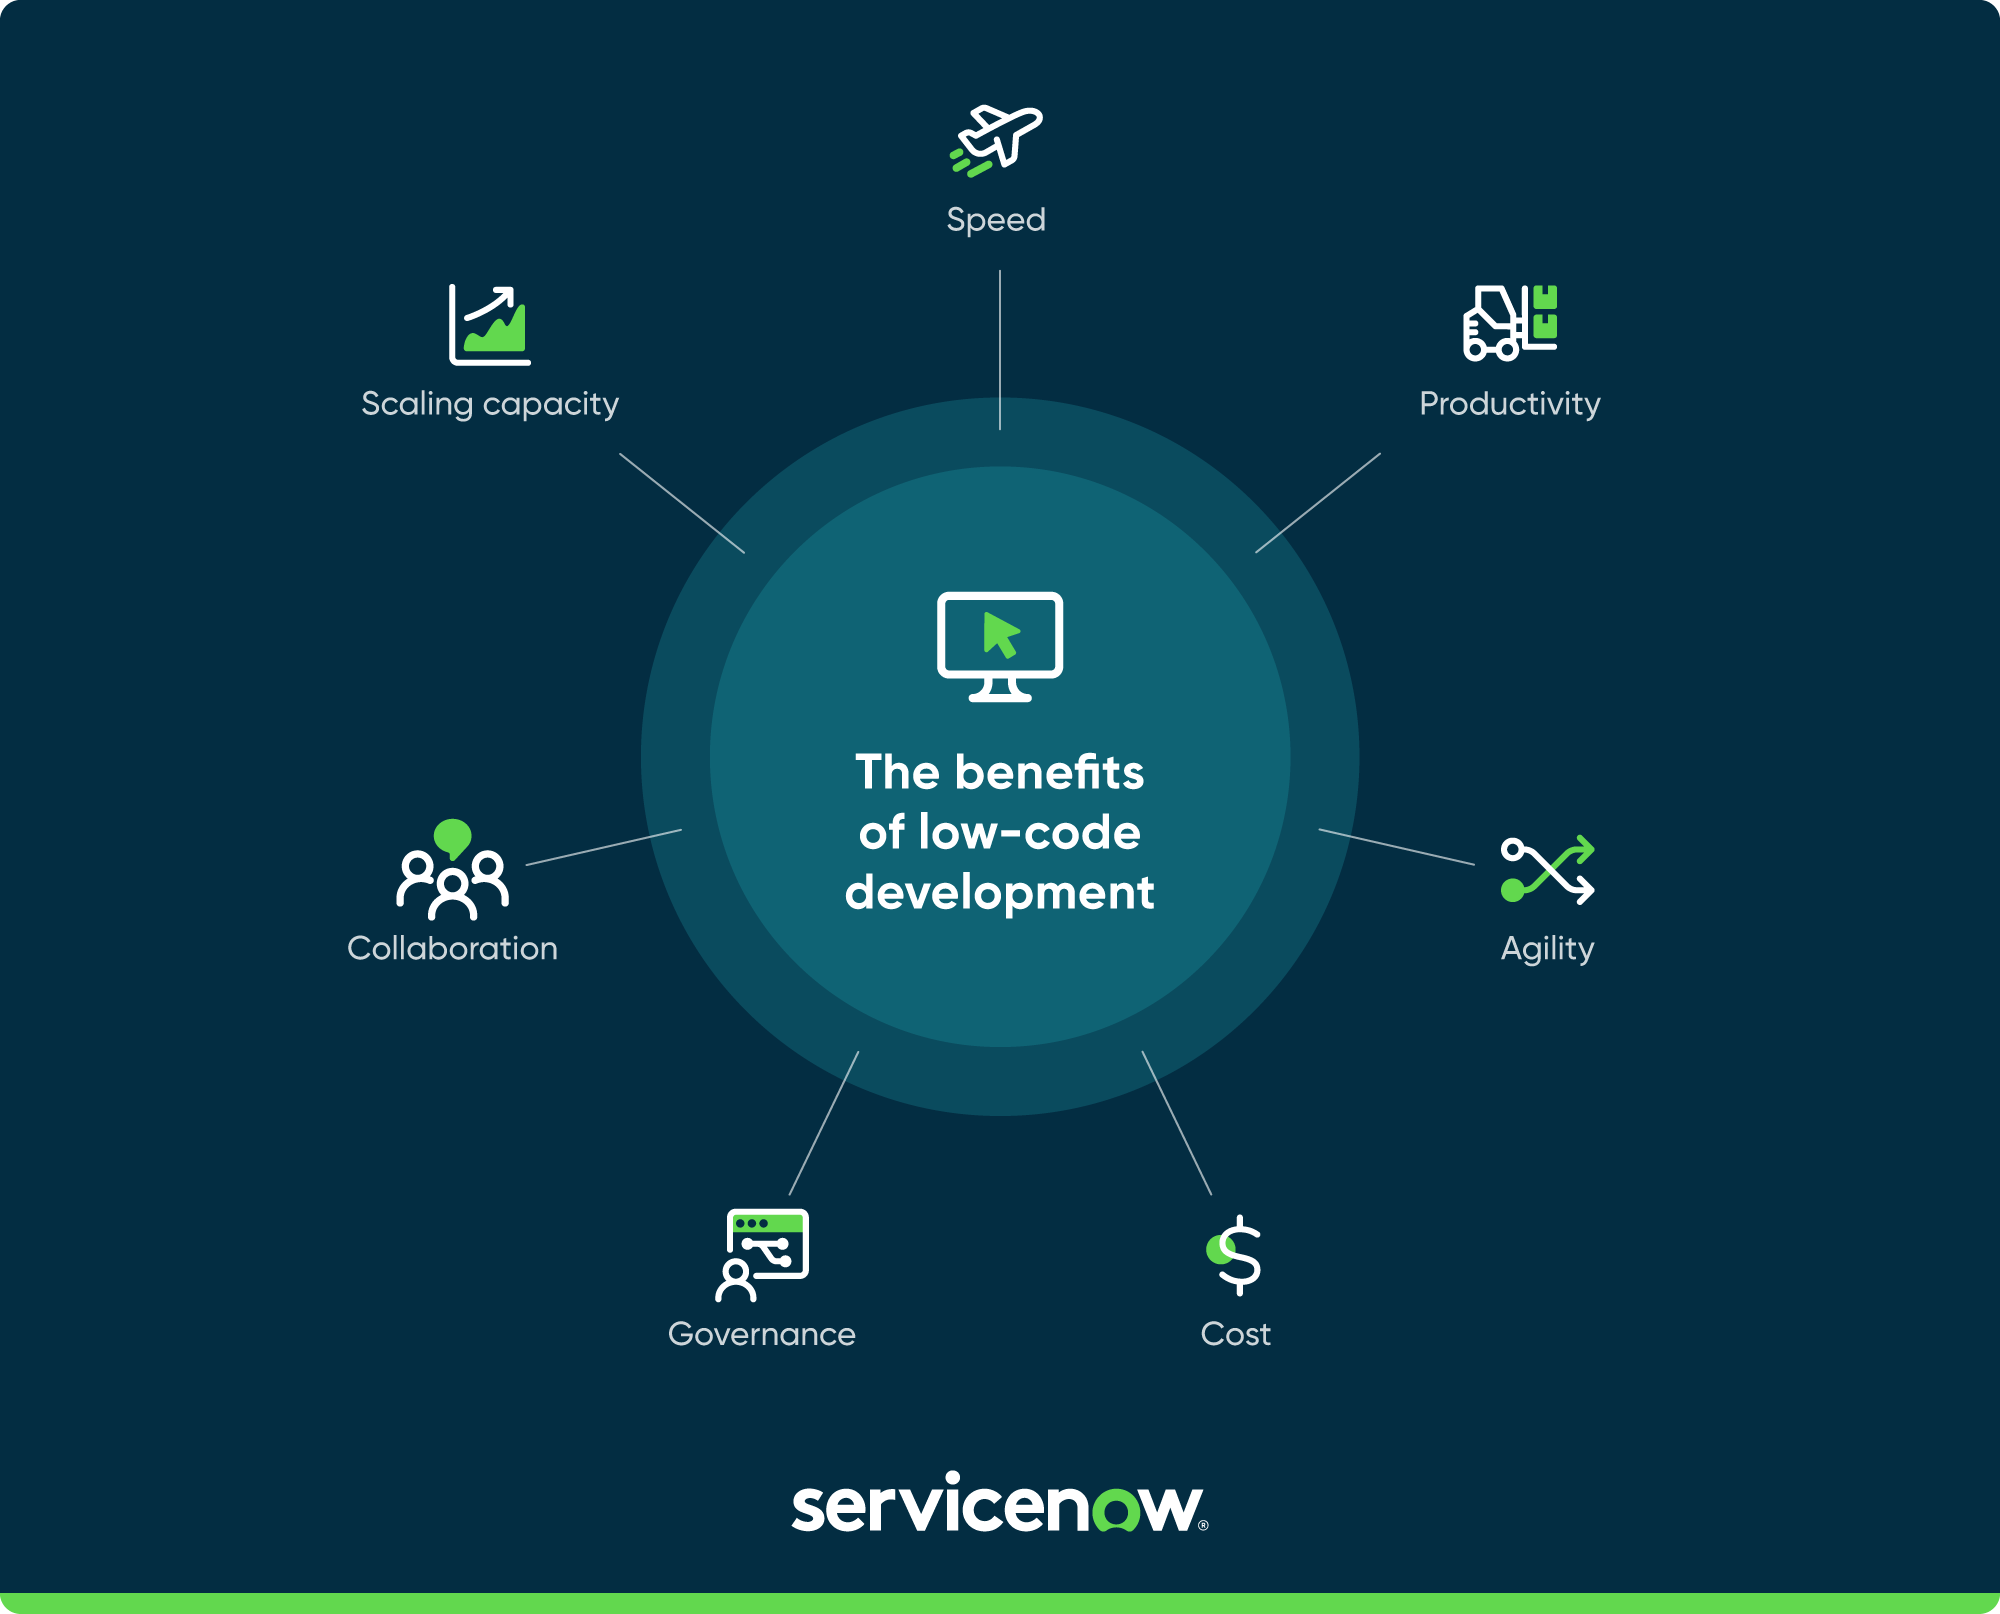 Speed
Scaling capacity
Productivity
The benefits
of low-code
development
Collaboration
Agility
Governance
Cost
servicenow®